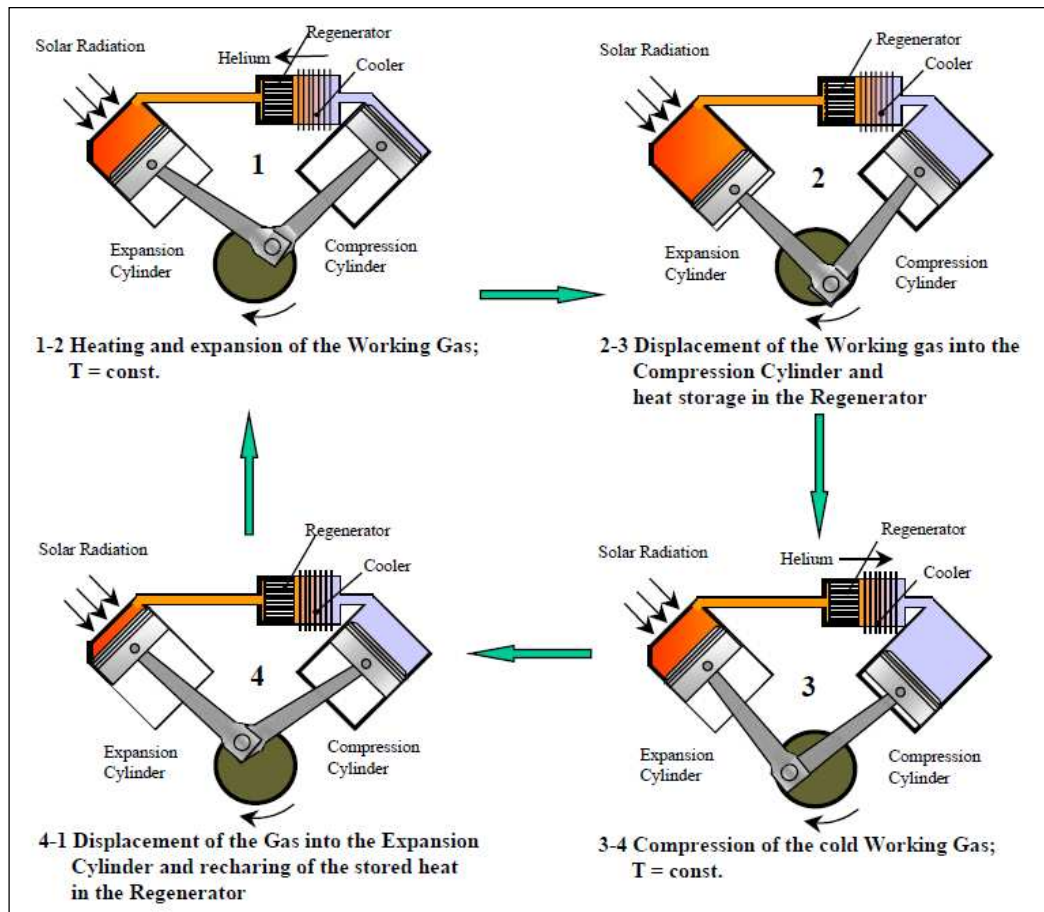 Regenerator
Solar Radiation
Helium
Cooler
1
Expansion
Cylinder
Compression
Cylinder
1-2 Heating and expansion of the Working Gas;
T = const.
Solar Radiation
Regenerator
Cooler
2
Expansion
Cylinder
Compression
Cylinder
2-3 Displacement of the Working gas into the
Compression Cylinder and
heat storage in the Regenerator
Solar Radiation
Regenerator
Helium
Cooler
3
Expansion
Cylinder
Compression
Cylinder
3-4 Compression of the cold Working Gas;
T = const.
Regenerator
Solar Radiation
Cooler
4
Expansion
Cylinder
Compression
Cylinder
4-1 Displacement of the Gas into the Expansion
Cylinder and recharing of the stored heat
in the Regenerator